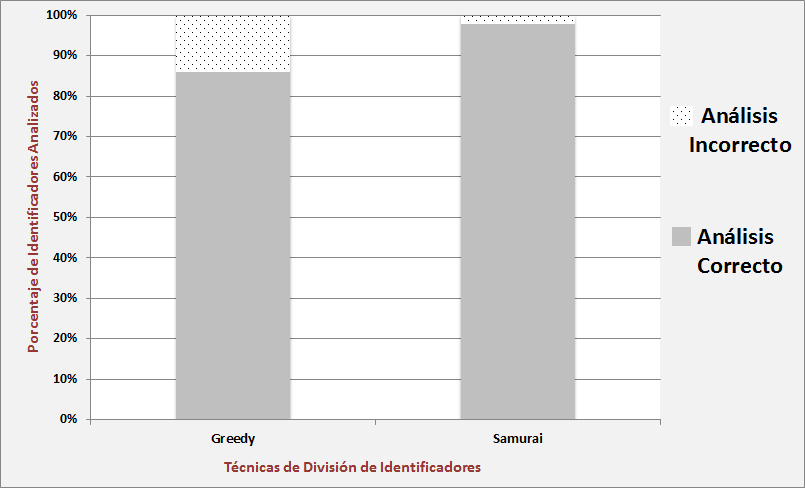 100%
90%
80%
70%
60%
50%
40%
30%
20%
10%
0%
Porcentaje de Identificadores Analizados
Greedy
Samurai
Técnicas de División de Identificadores
Análisis
Incorrecto
Análisis
Correcto